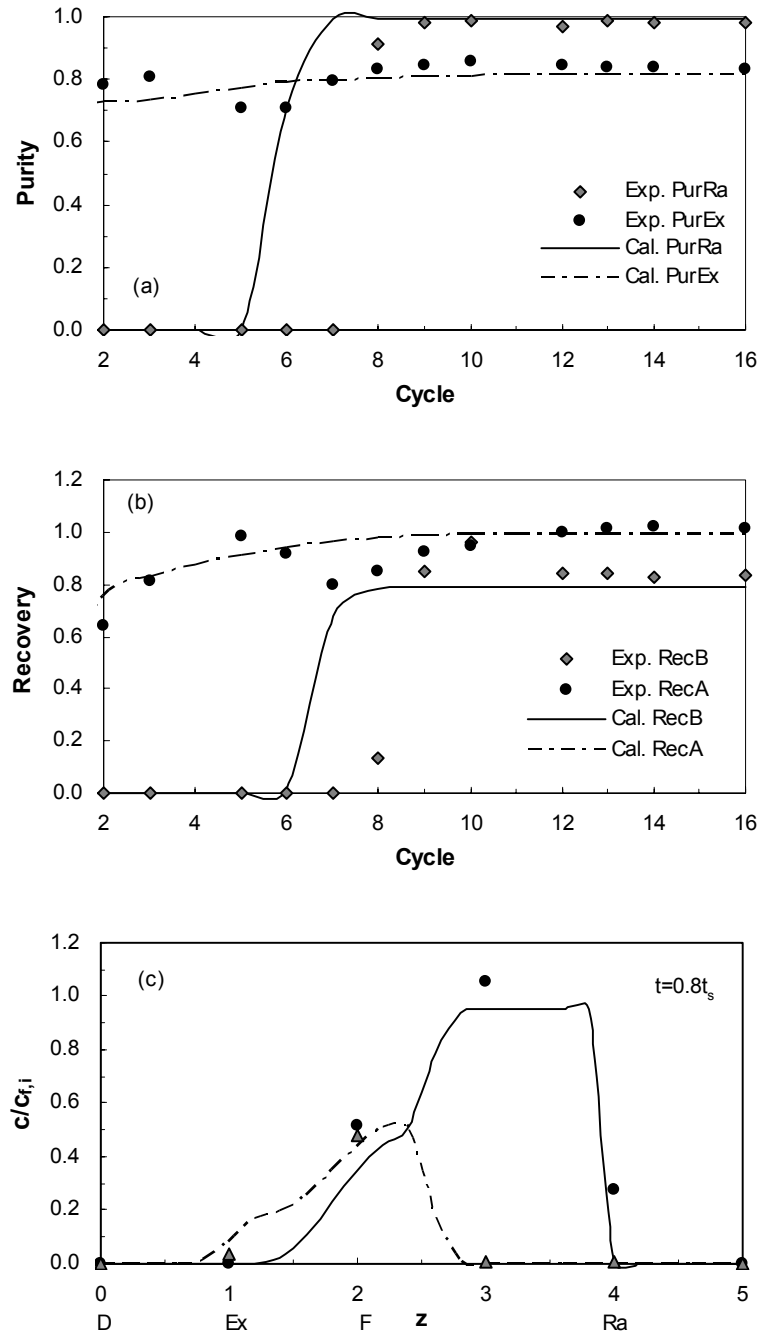 1.0
0.8
0.6
0.4
0.2
0.0
Purity
(a)
Exp. PurRa
Exp. PurEx
Cal. PurRa
Cal. PurEx
2 4 6 8 10 12 14 16
Cycle
1.2
1.0
0.8
0.6
0.4
0.2
0.0
Recovery
(b)
Exp. RecB
Exp. RecA
Cal. RecB
Cal. RecA
2 4 6 8 10 12 14 16
Cycle
1.2
1.0
0.8
0.6
0.4
0.2
0.0
c/cf,i
(c)
t=0.8ts
0 1 2 3 4 5
D Ex F z Ra